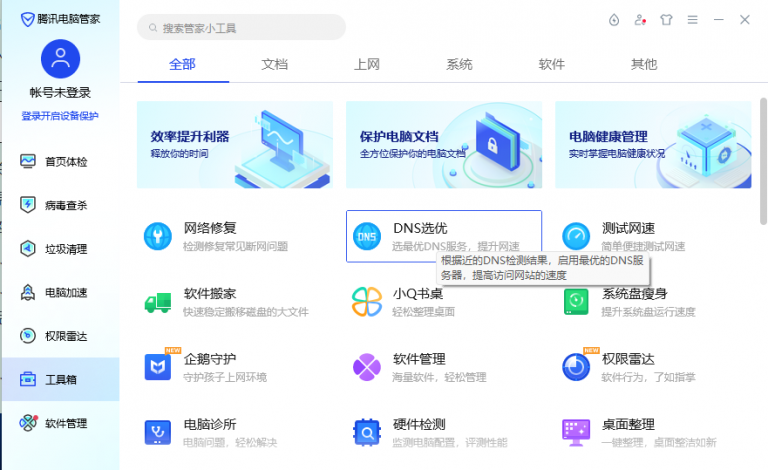 腾讯电脑管家
搜索管家小工具
帐号未登录
登录开启设备保护
首页体检
病毒查杀
垃圾清理
电脑加速
权限雷达
工具箱
软件管理
全部 文档 上网 系统 软件 其他
效率提升利器
释放你的时间
保护电脑文档
全方位保护你的电脑文档
电脑健康管理
实时掌握电脑健康状况
网络修复
检测修复常见断网问题
DNS
DNS选优
选最优DNS服务，提升网速
测试网速
简单便捷测试网速
根据近的DNS检测结果，启用最优的DNS服
务器，提高访问网站的速度
软件搬家
快速稳定搬移磁盘的大文件
小Q书桌
轻松整理桌面
系统盘瘦身
提升系统盘运行速度
NEW
企鹅守护
守护孩子上网环境
软件管理
海量软件，轻松管理
NEW
权限雷达
软件行为，了如指掌
电脑诊所
电脑问题，轻松解决
硬件检测
监测电脑配置，评测性能
桌面整理
一键整理，桌面整洁如新